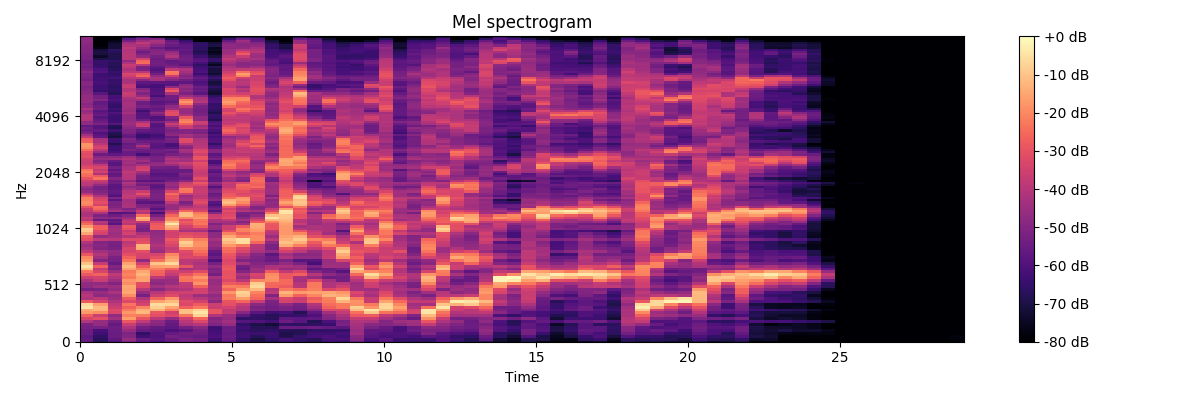 Mel spectrogram
Hz
8192
4096
2048
1024
512
0
0 5 10 15 20 25
Time
+0 dB
-10 dB
-20 dB
-30 dB
-40 dB
-50 dB
-60 dB
-70 dB
-80 dB